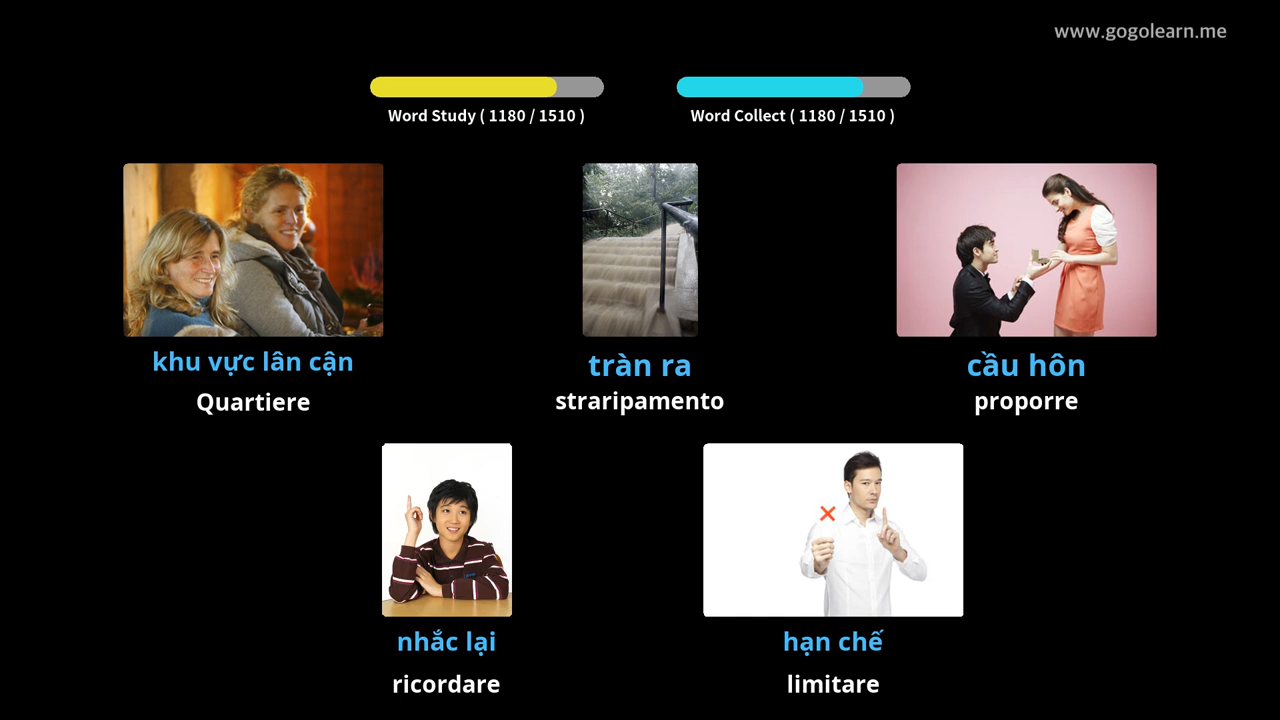 www.gogolearn.me
Word Study ( 1180 / 1510 )
Word Collect ( 1180 / 1510 )
khu vực lân cận
Quartiere
tràn ra
straripamento
cầu hôn
proporre
nhắc lại
ricordare
hạn chế
limitare